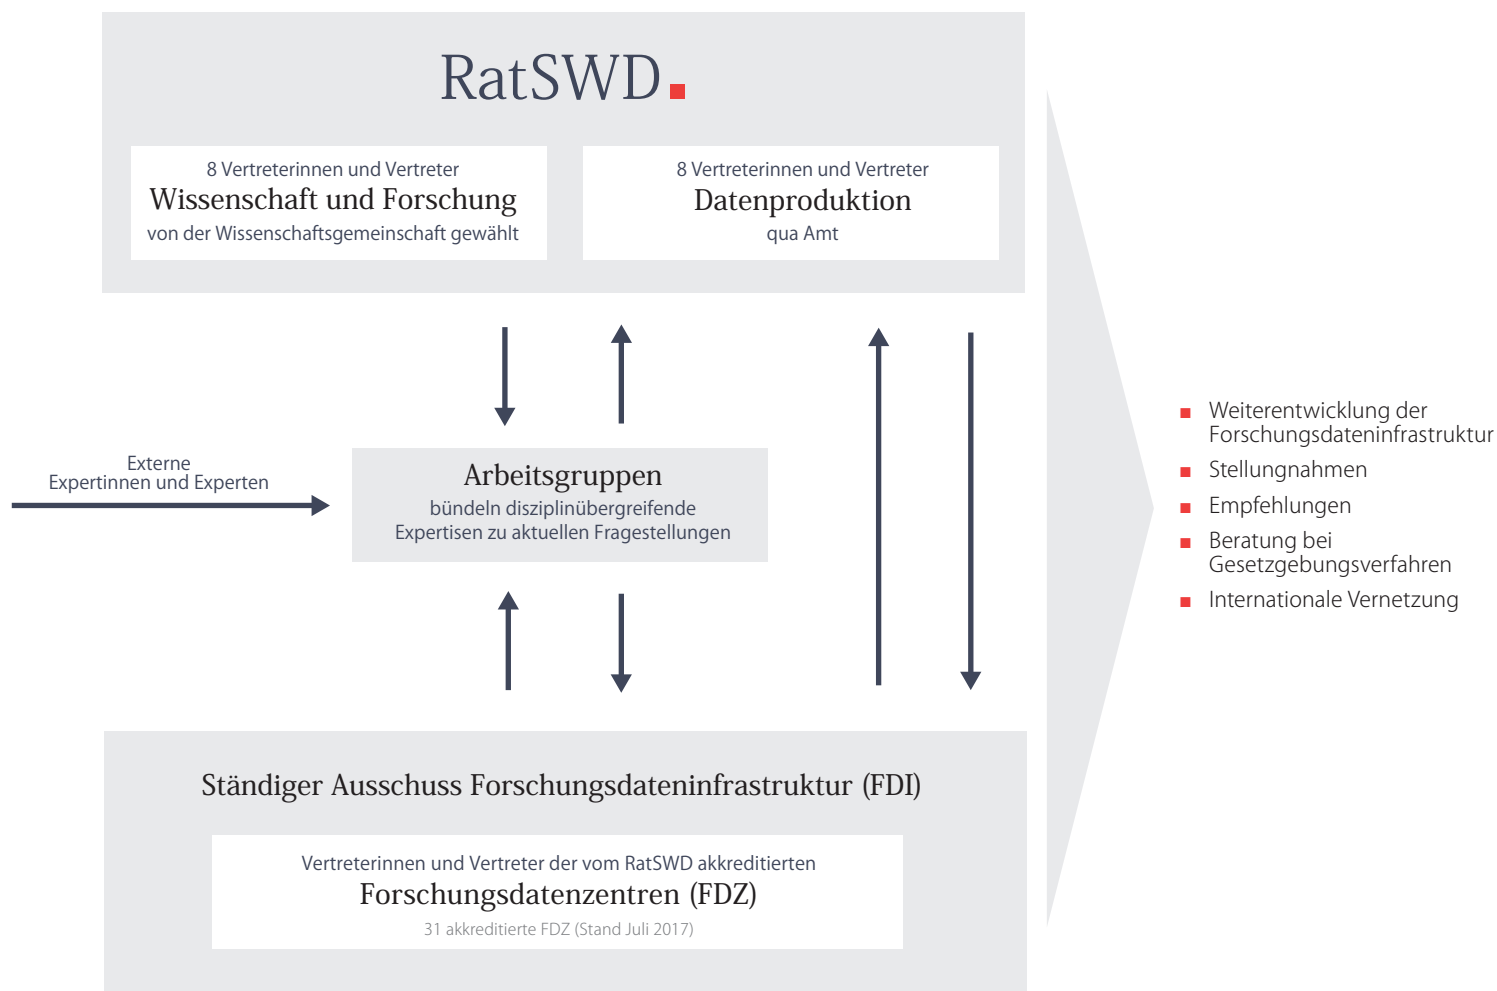 RatSWD
8 Vertreterinnen und Vertreter
Wissenschaft und Forschung
von der Wissenschaftsgemeinschaft gewählt
8 Vertreterinnen und Vertreter
Datenproduktion
qua Amt
Externe
Expertinnen und Experten
Arbeitsgruppen
bündeln disziplinübergreifende
Expertisen zu aktuellen Fragestellungen
Ständiger Ausschuss Forschungsdateninfrastruktur (FDI)
Vertreterinnen und Vertreter der vom RatSWD akkreditierten
Forschungsdatenzentren (FDZ)
31 akkreditierte FDZ (Stand Juli 2017)
Weiterentwicklung der
Forschungsdateninfrastruktur
Stellungnahmen
Empfehlungen
Beratung bei
Gesetzgebungsverfahren
Internationale Vernetzung